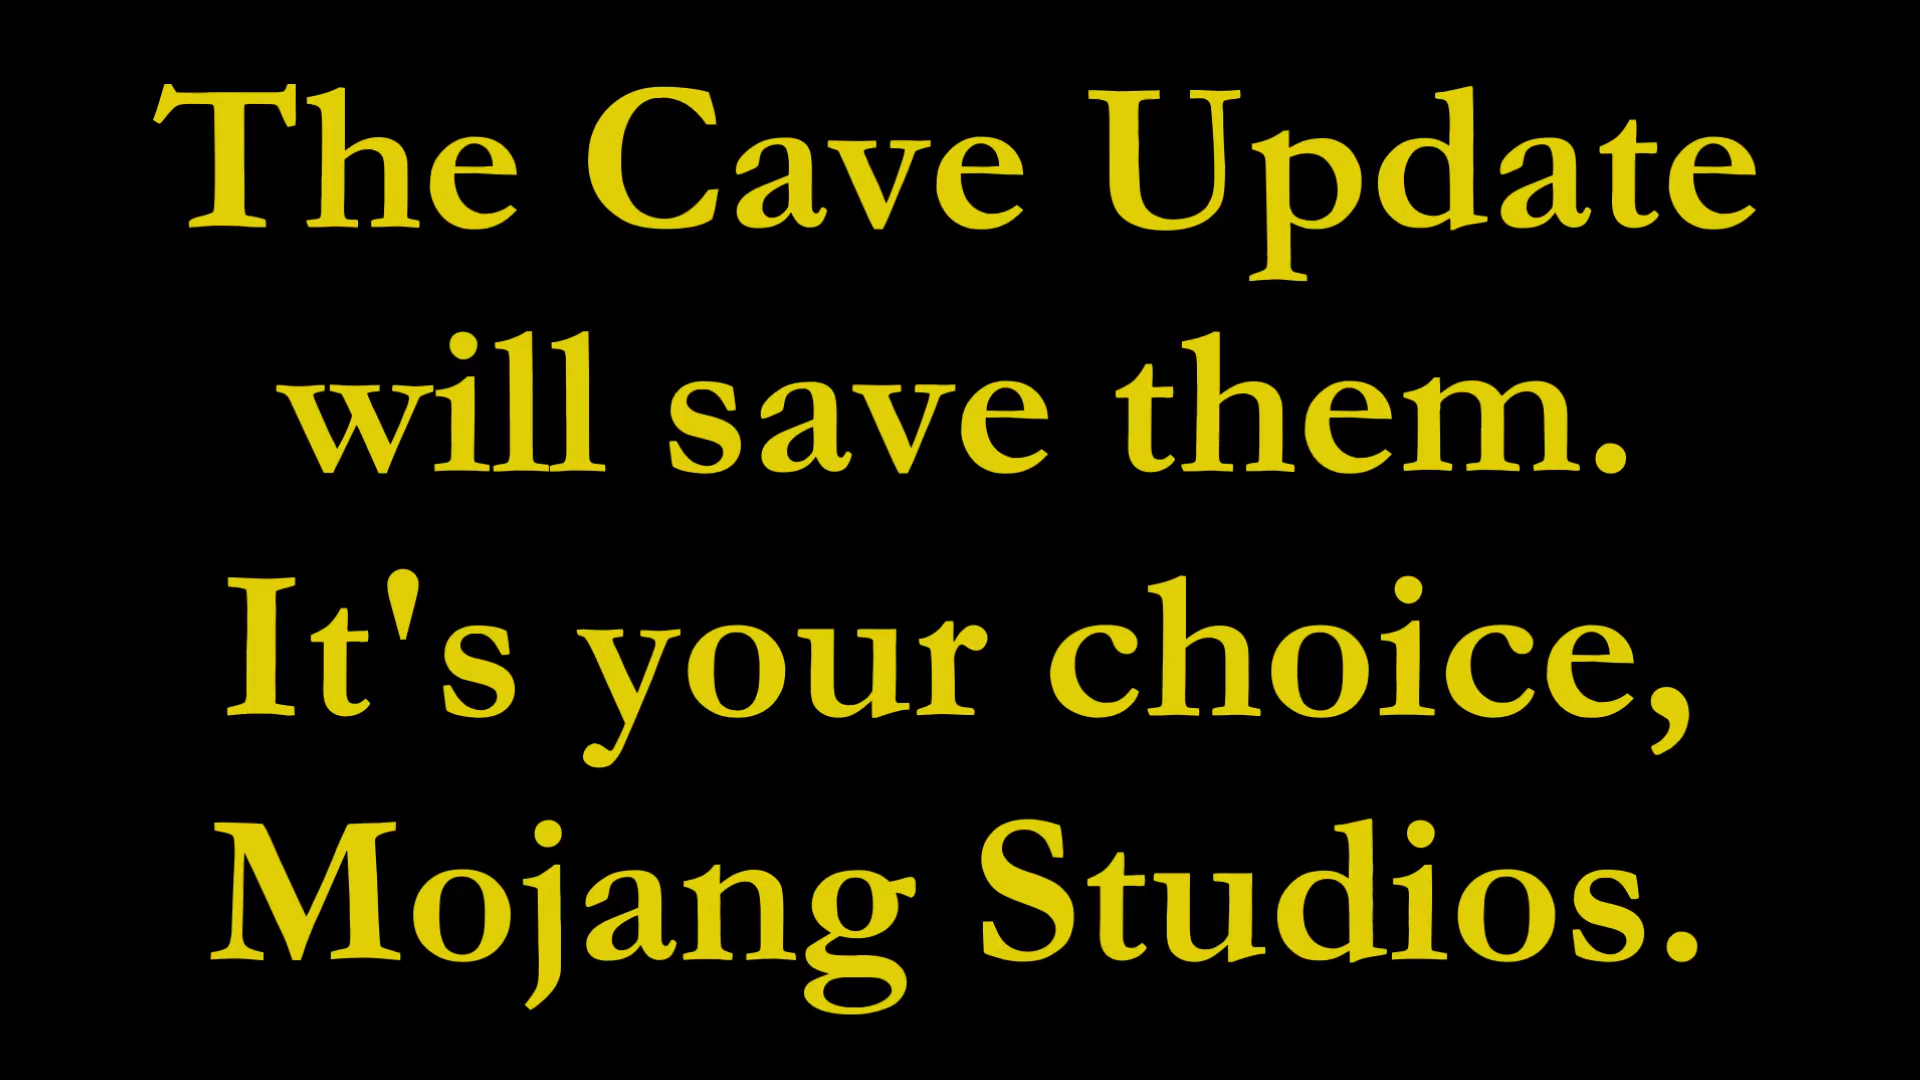 The Cave Update
will save them.
It's your choice,
Mojang Studios.